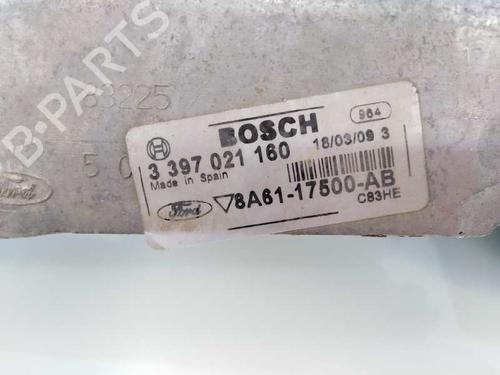 63225
B-PARTS
5 0
Ford
BOSCH
984
3 397 021 160
18/03/09 3
Made in Spain
Ford
8A61-17500-AB
C83HE